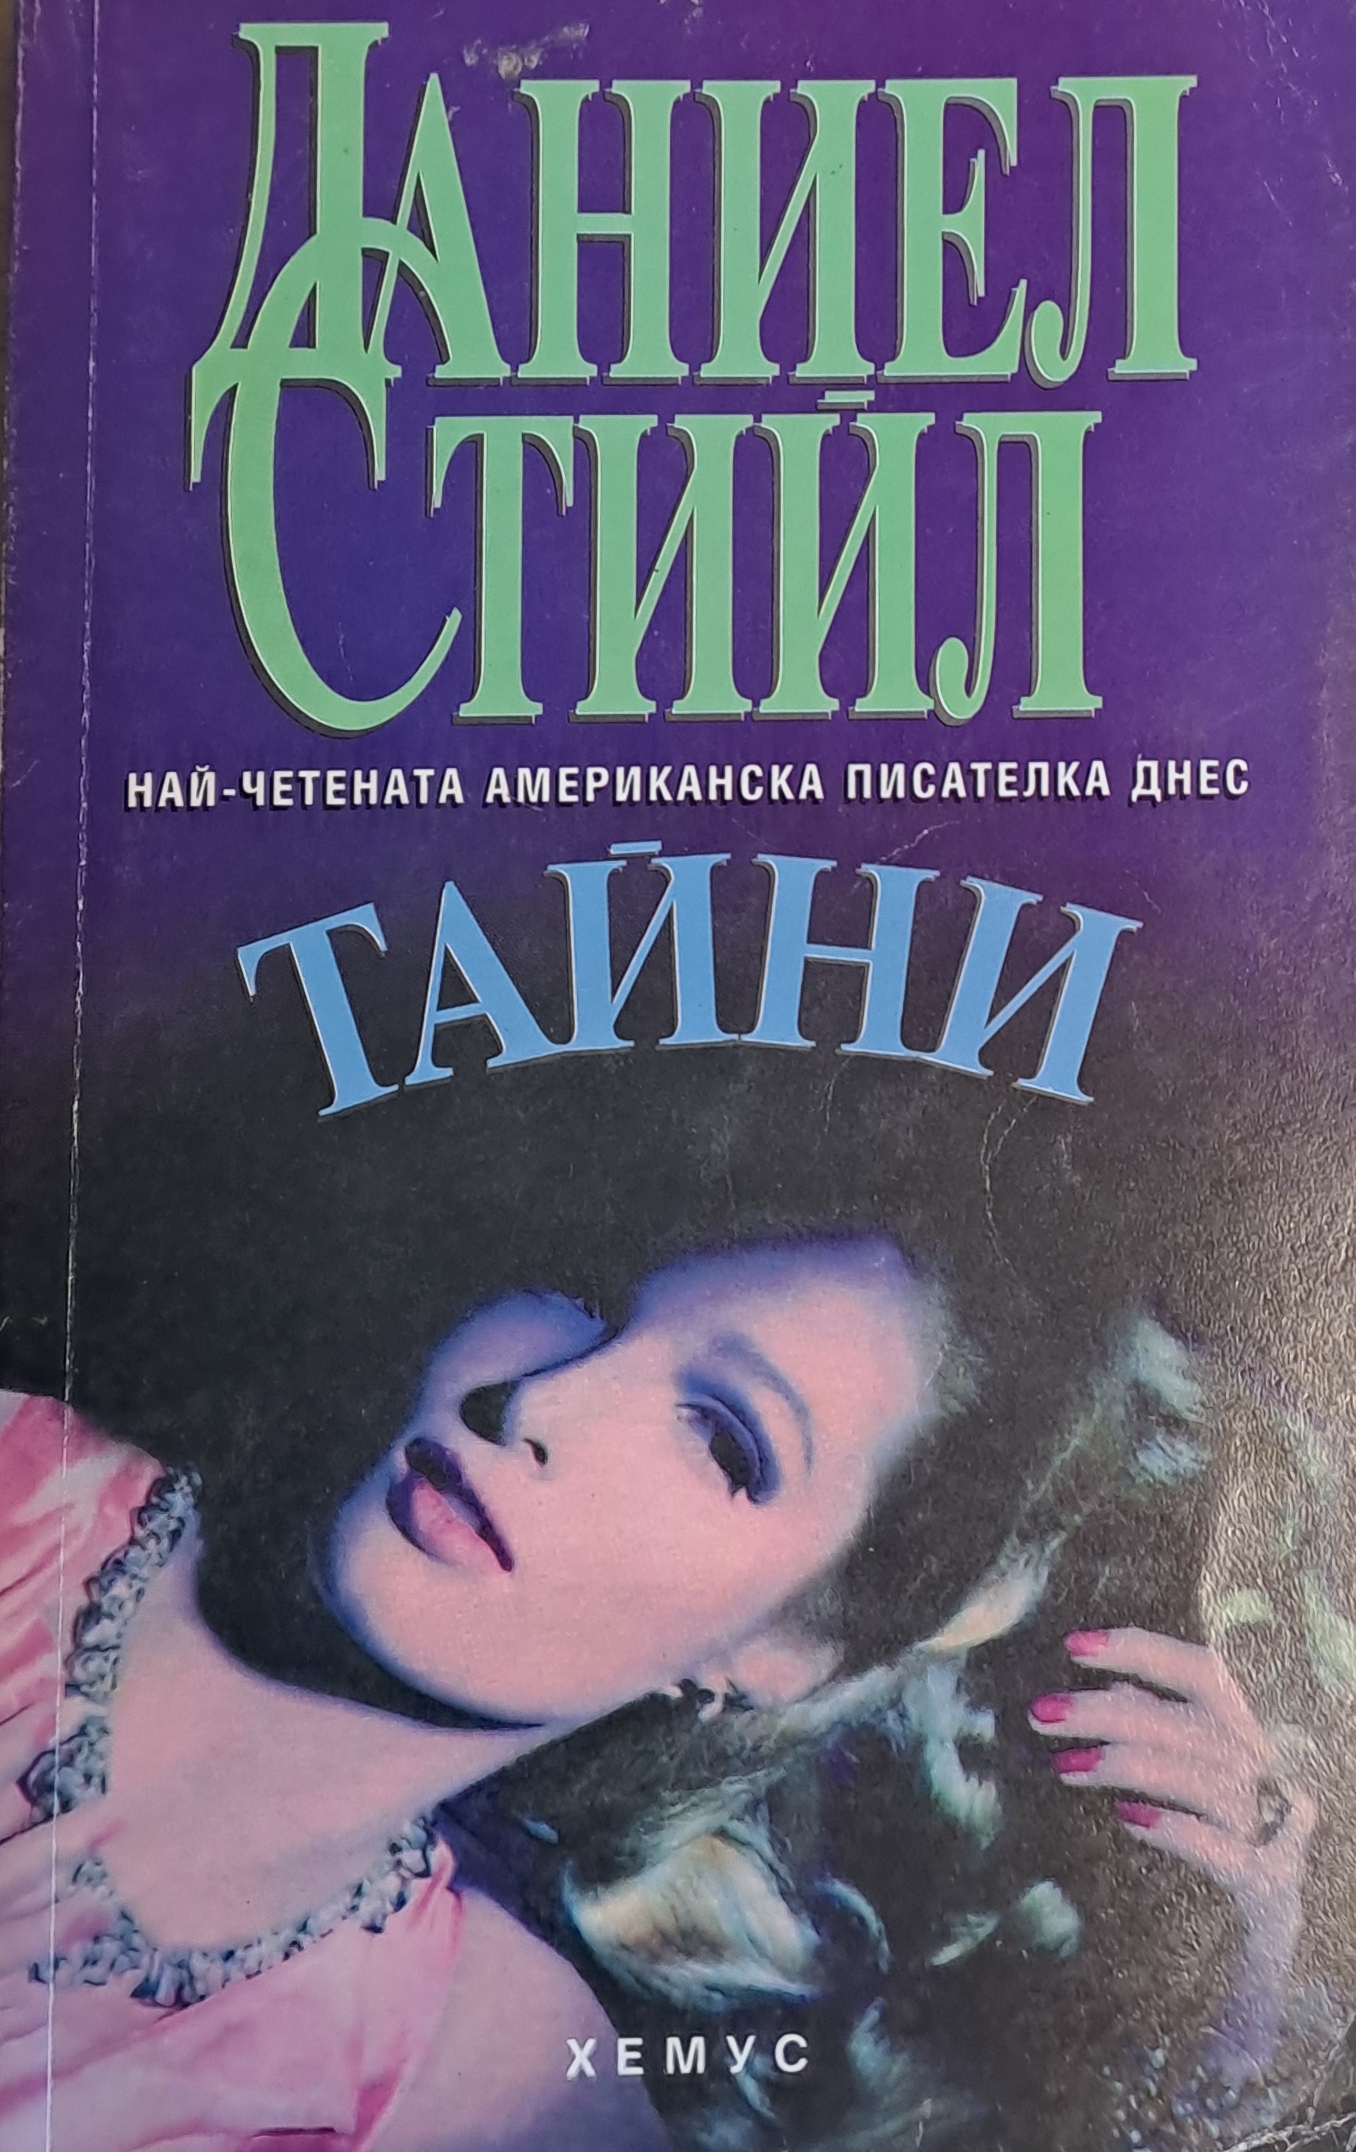 ДАНИЕЛ
СТИЙЛ
НАЙ-ЧЕТЕНАТА АМЕРИКАНСКА ПИСАТЕЛКА ДНЕС
ТАЙНИ
ХЕМУС